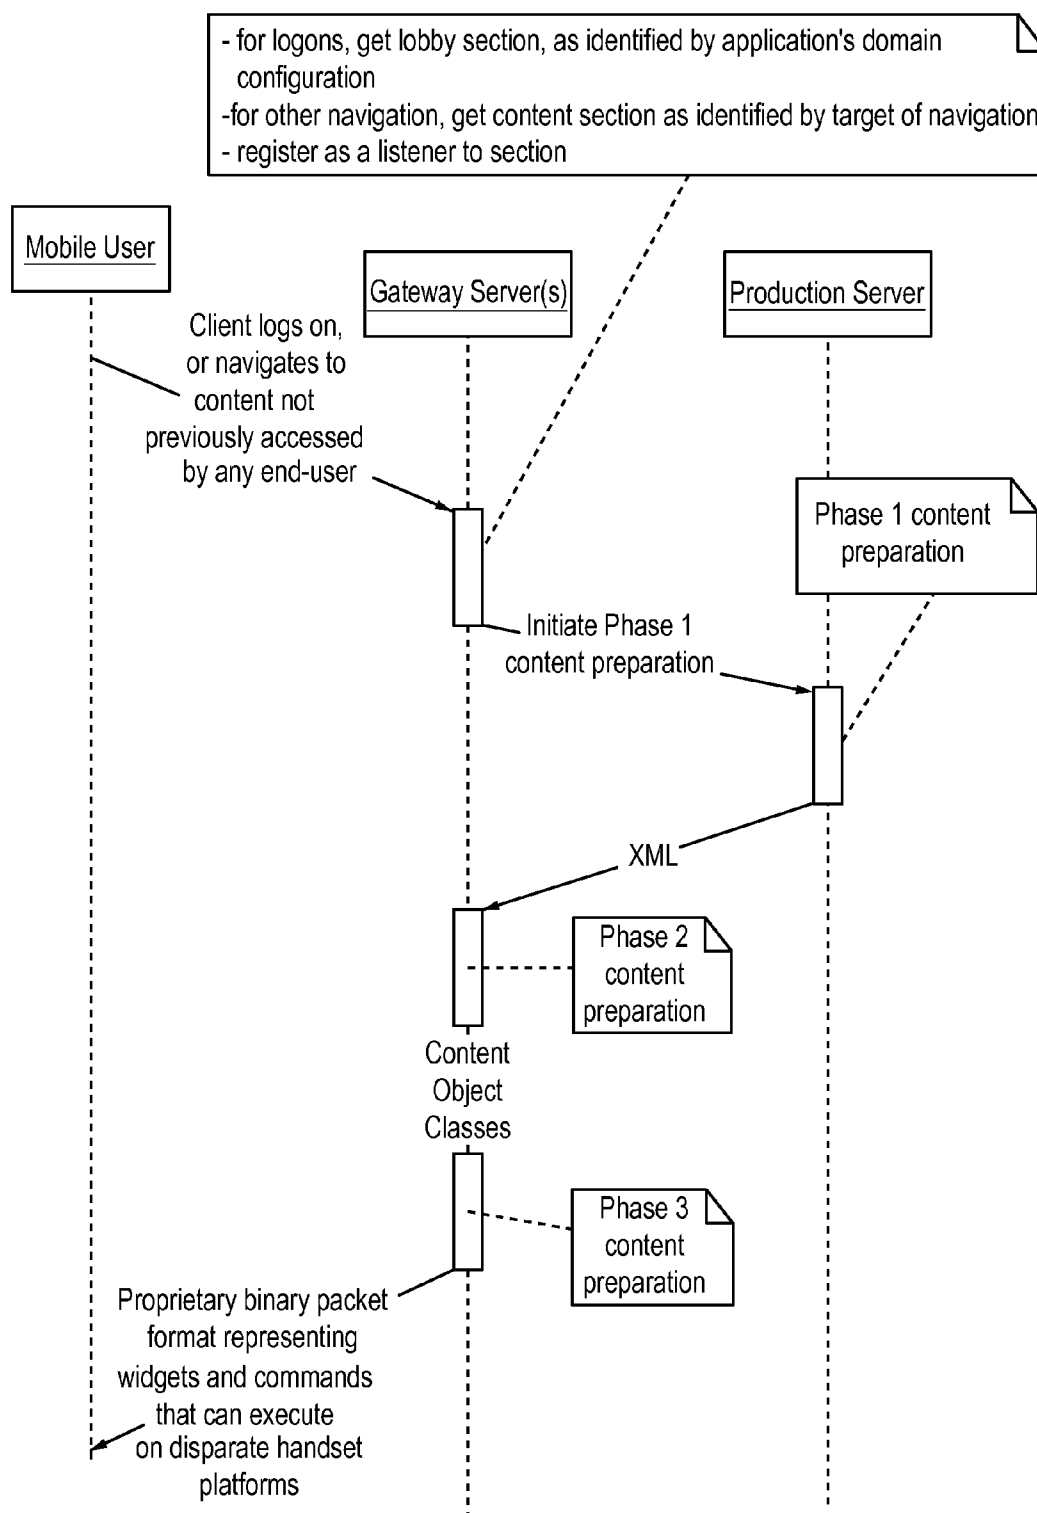 - for logons, get lobby section, as identified by application's domain
configuration
-for other navigation, get content section as identified by target of navigation
- register as a listener to section
Mobile User
Gateway Server(s)
Production Server
Client logs on,
or navigates to
content not
previously accessed
by any end-user
Phase 1 content
preparation
Initiate Phase 1
content preparation
XML
Phase 2
content
preparation
Content
Object
Classes
Phase 3
content
preparation
Proprietary binary packet
format representing
widgets and commands
that can execute
on disparate handset
platforms